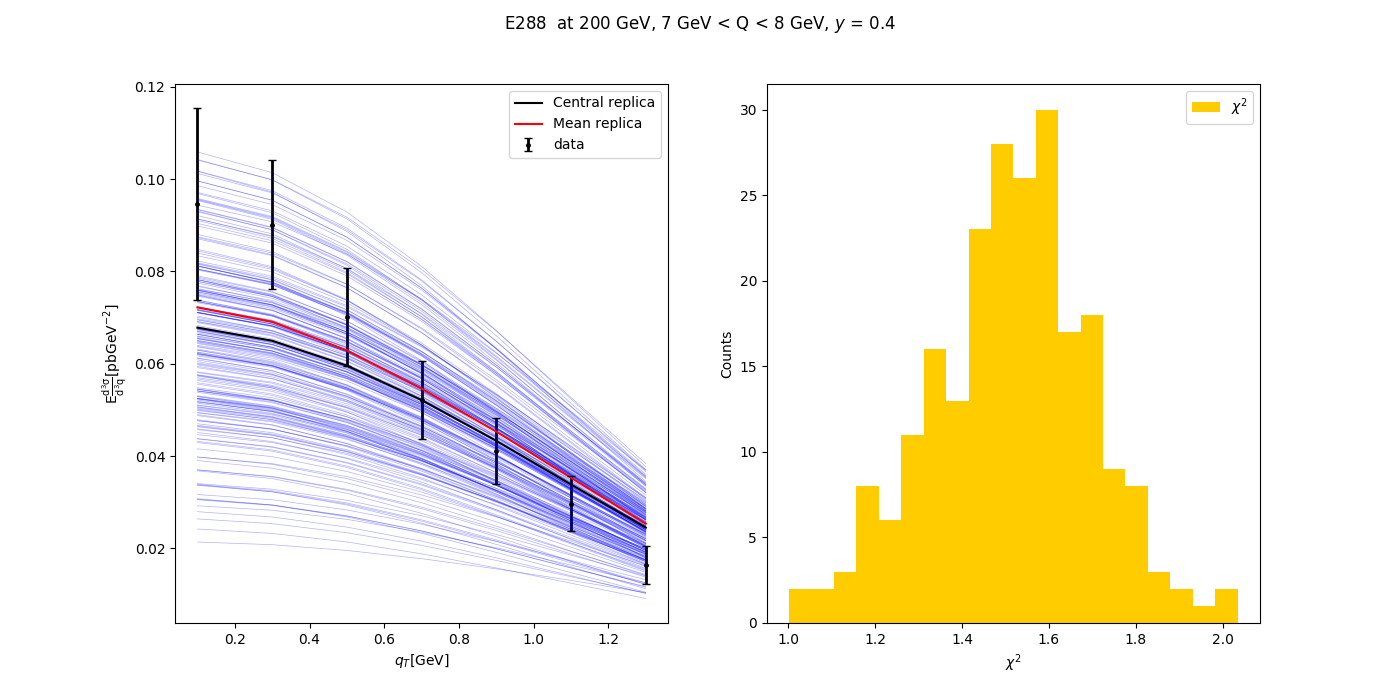 E288  at 200 GeV, 7 GeV < Q < 8 GeV, y = 0.4
0.12
0.10
0.08
0.06
0.04
0.02
E d³σ/d³q [pbGeV⁻²]
Central replica
Mean replica
data
0.2 0.4 0.6 0.8 1.0 1.2
q_T[GeV]
30
25
20
15
10
5
0
Counts
χ²
1.0 1.2 1.4 1.6 1.8 2.0
χ²